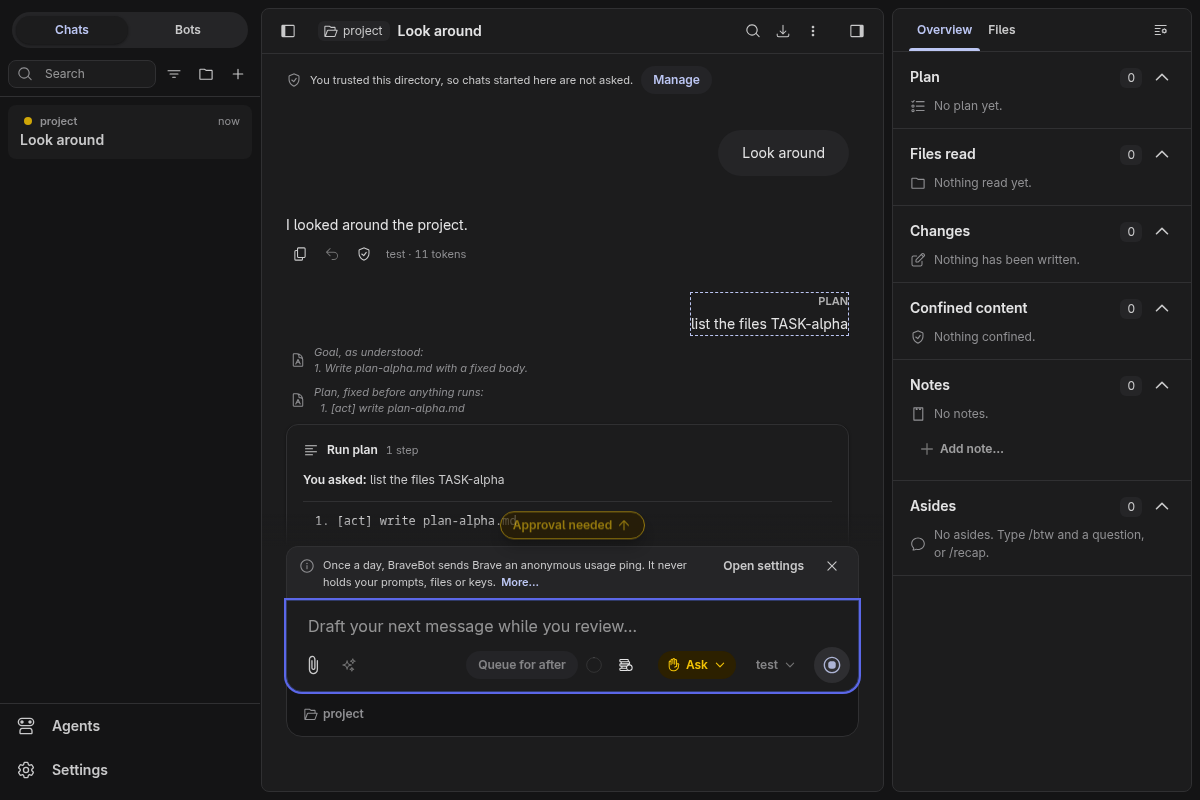 Chats
Bots
Search
project
now
Look around
Agents
Settings
project
Look around
You trusted this directory, so chats started here are not asked.
Manage
Look around
I looked around the project.
test · 11 tokens
PLAN
list the files TASK-alpha
Goal, as understood:
1. Write plan-alpha.md with a fixed body.
Plan, fixed before anything runs:
1. [act] write plan-alpha.md
Run plan 1 step
You asked: list the files TASK-alpha
1. [act] write plan-alpha.md
Approval needed
Once a day, BraveBot sends Brave an anonymous usage ping. It never
holds your prompts, files or keys. More...
Open settings
Draft your next message while you review...
Queue for after
Ask
test
project
Overview
Files
Plan
0
No plan yet.
Files read
0
Nothing read yet.
Changes
0
Nothing has been written.
Confined content
0
Nothing confined.
Notes
0
No notes.
Add note...
Asides
0
No asides. Type /btw and a question,
or /recap.